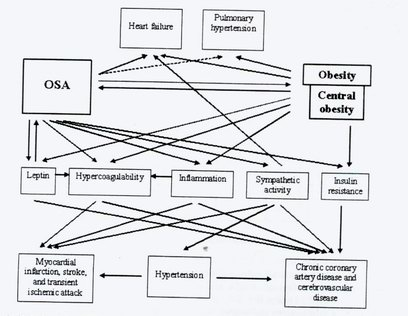 Heart failure
Pulmonary
hypertension
OSA
Obesity
Central
obesity
Leptin
Hypercoagulability
Inflammation
Sympathetic
activity
Insulin
resistance
Myocardial
infarction, stroke,
and transient
ischemic attack
Hypertension
Chronic coronary
artery disease and
cerebrovascular
disease